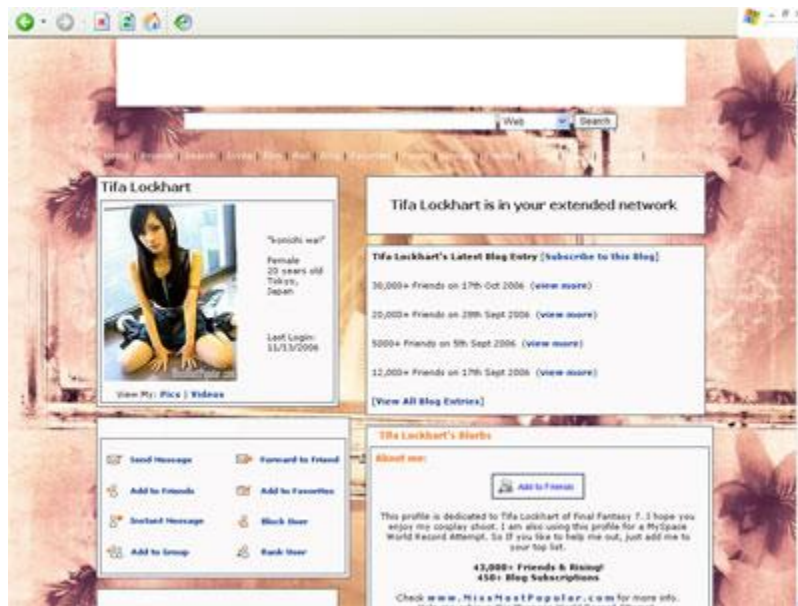 Web
Search
Tifa Lockhart
"konichi wa!"
Female
20 years old
Tokyo,
Japan
Last Login:
11/13/2006
View My: Pics | Videos
Send Message
Forward to Friend
Add to Friends
Add to Favorites
Instant Message
Block User
Add to Group
Rank User
Tifa Lockhart is in your extended network
Tifa Lockhart's Latest Blog Entry [Subscribe to this Blog]
30,000+ Friends on 17th Oct 2006 (view more)
20,000+ Friends on 28th Sept 2006 (view more)
5000+ Friends on 5th Sept 2006 (view more)
12,000+ Friends on 17th Sept 2006 (view more)
[View All Blog Entries]
Tifa Lockhart's Blurbs
About me:
Add to Friends
This profile is dedicated to Tifa Lockhart of Final Fantasy 7. I hope you
enjoy my cosplay shoot. I am also using this profile for a MySpace
World Record Attempt. So If you like to help me out, just add me to
your top list.
43,000+ Friends & Rising!
450+ Blog Subscriptions
Check www.MissMostPopular.com for more info.